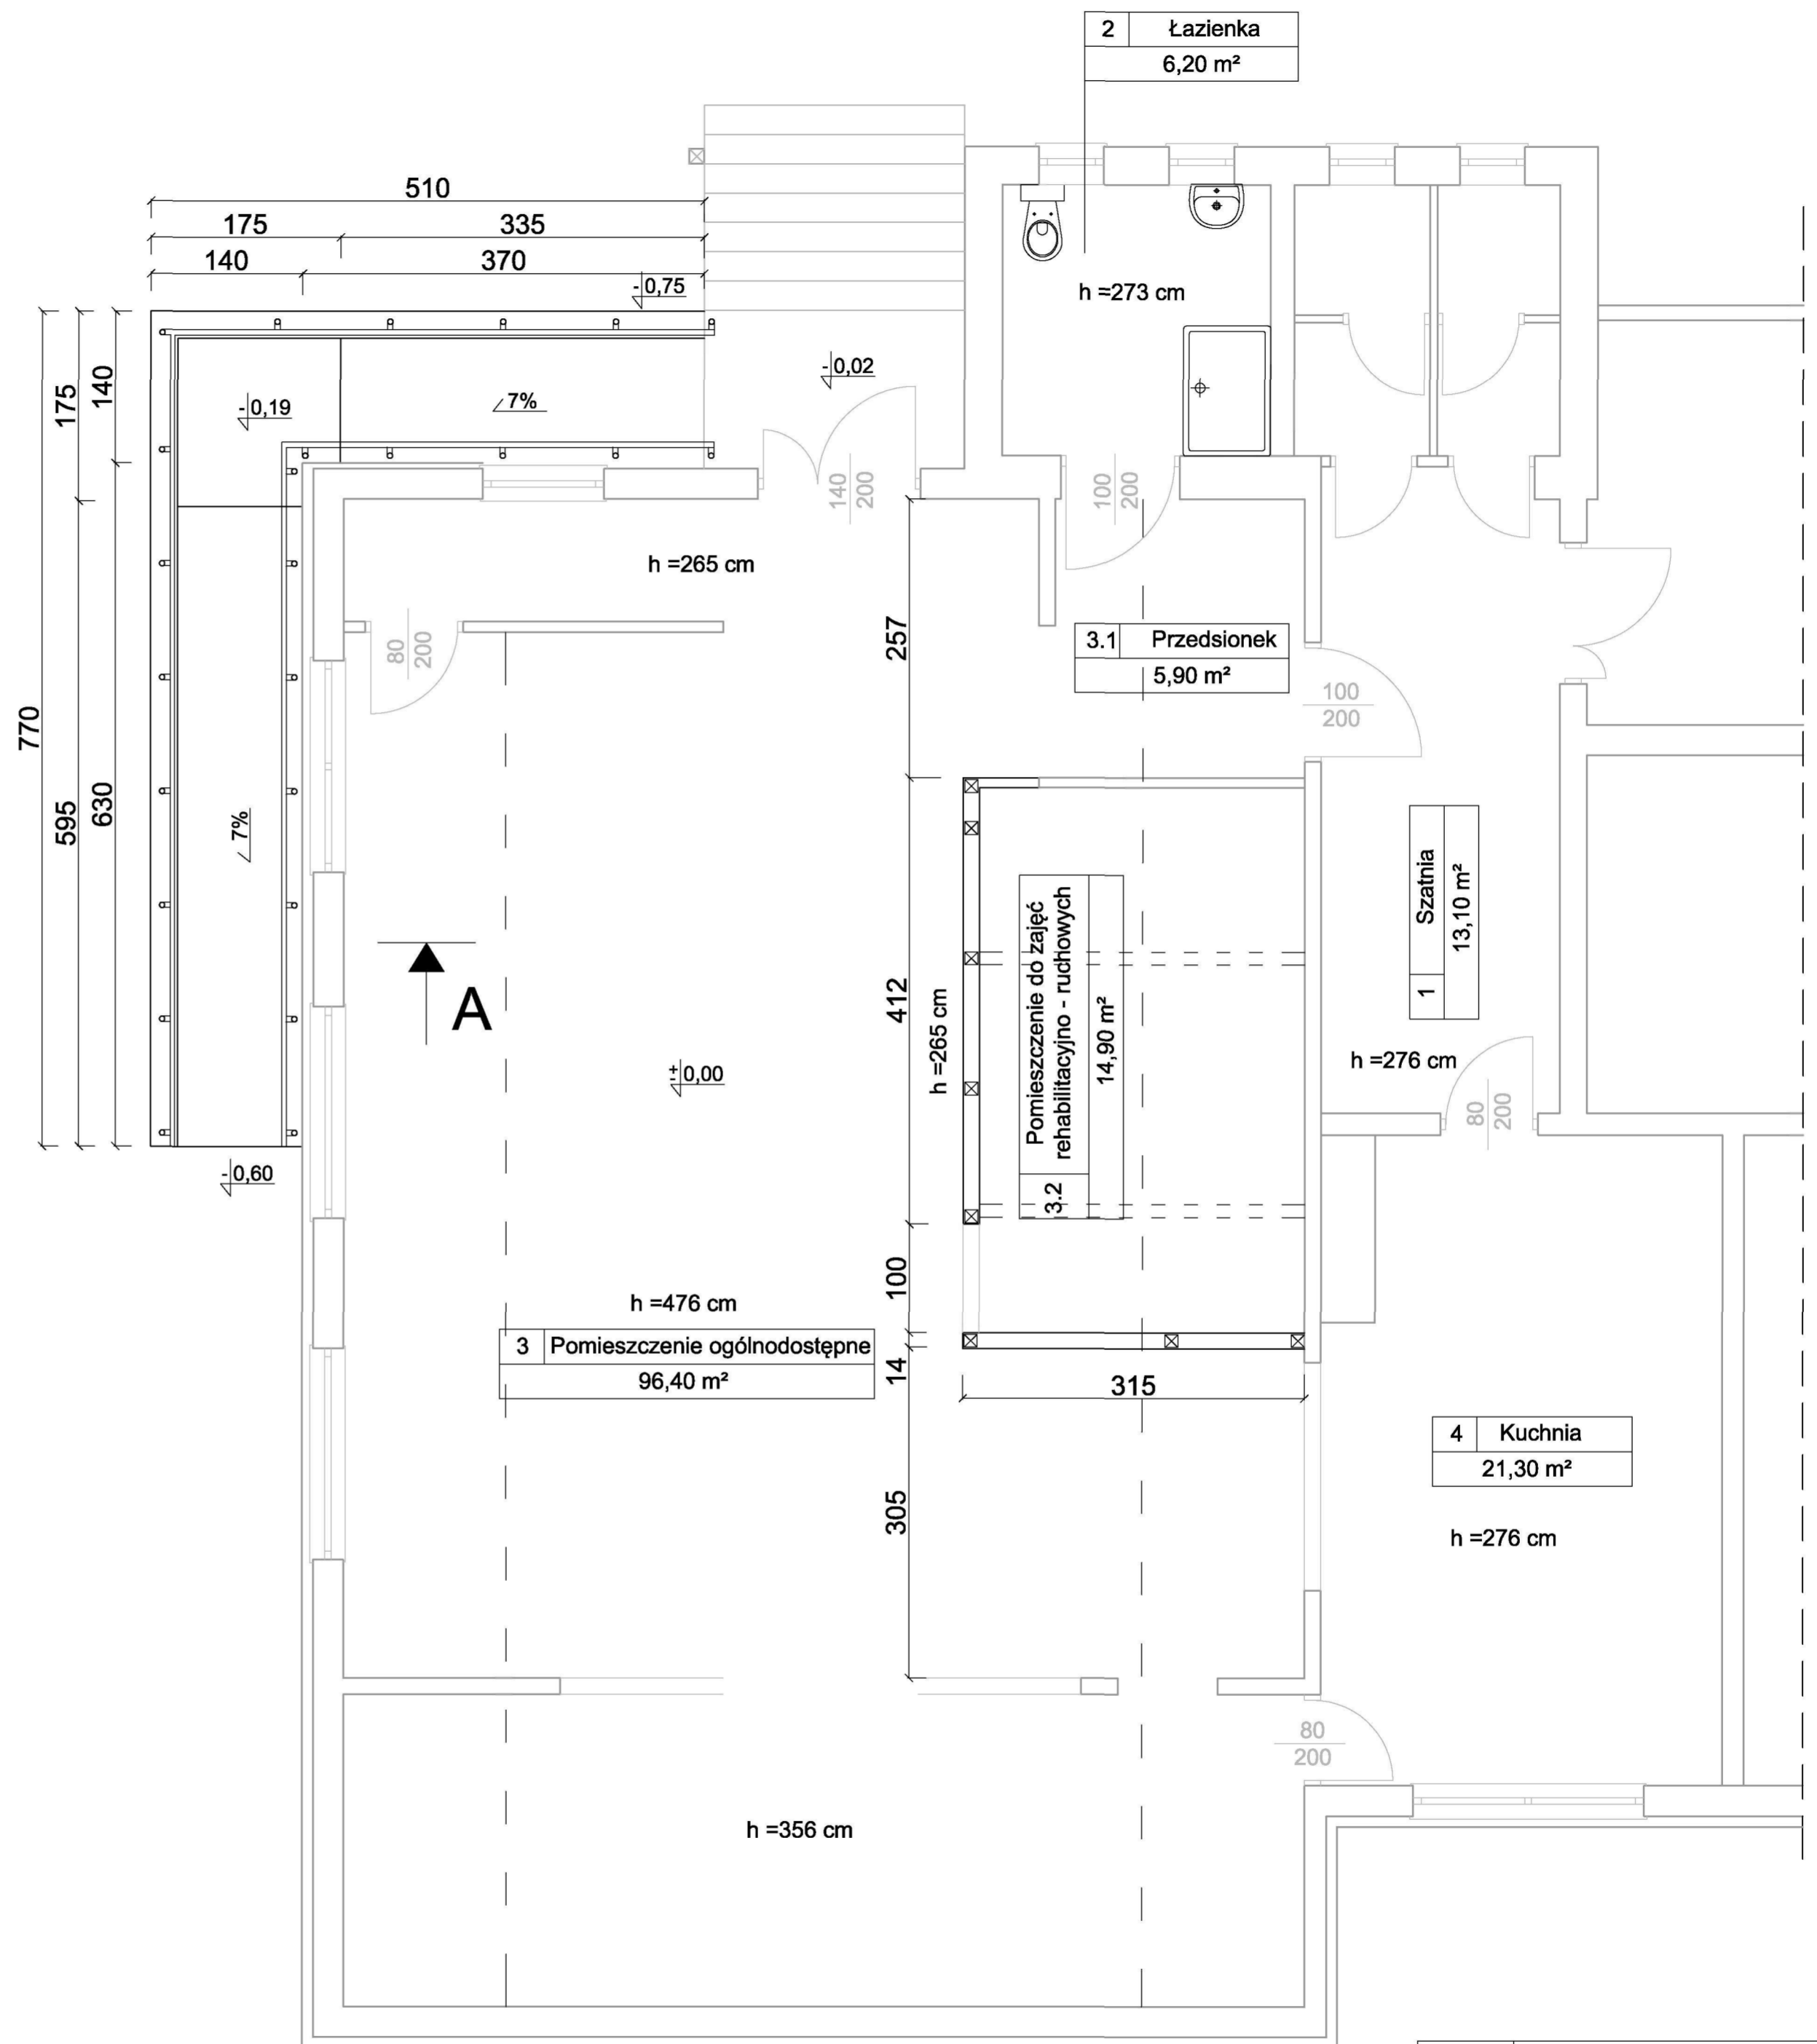 2 Łazienka
6,20 m²
510
175 335
140 370
-0,75
h =273 cm
-0,02
770
175
595
140
630
-0,19
7%
140
200
100
200
h =265 cm
80
200
257
3.1 Przedsionek
5,90 m²
100
200
7%
A
±0,00
412
h =265 cm
3.2 Pomieszczenie do zajęć
rehabilitacyjno - ruchowych
14,90 m²
1 Szatnia
13,10 m²
h =276 cm
80
200
-0,60
100
h =476 cm
3 Pomieszczenie ogólnodostępne
96,40 m²
14
315
4 Kuchnia
21,30 m²
305
h =276 cm
80
200
h =356 cm